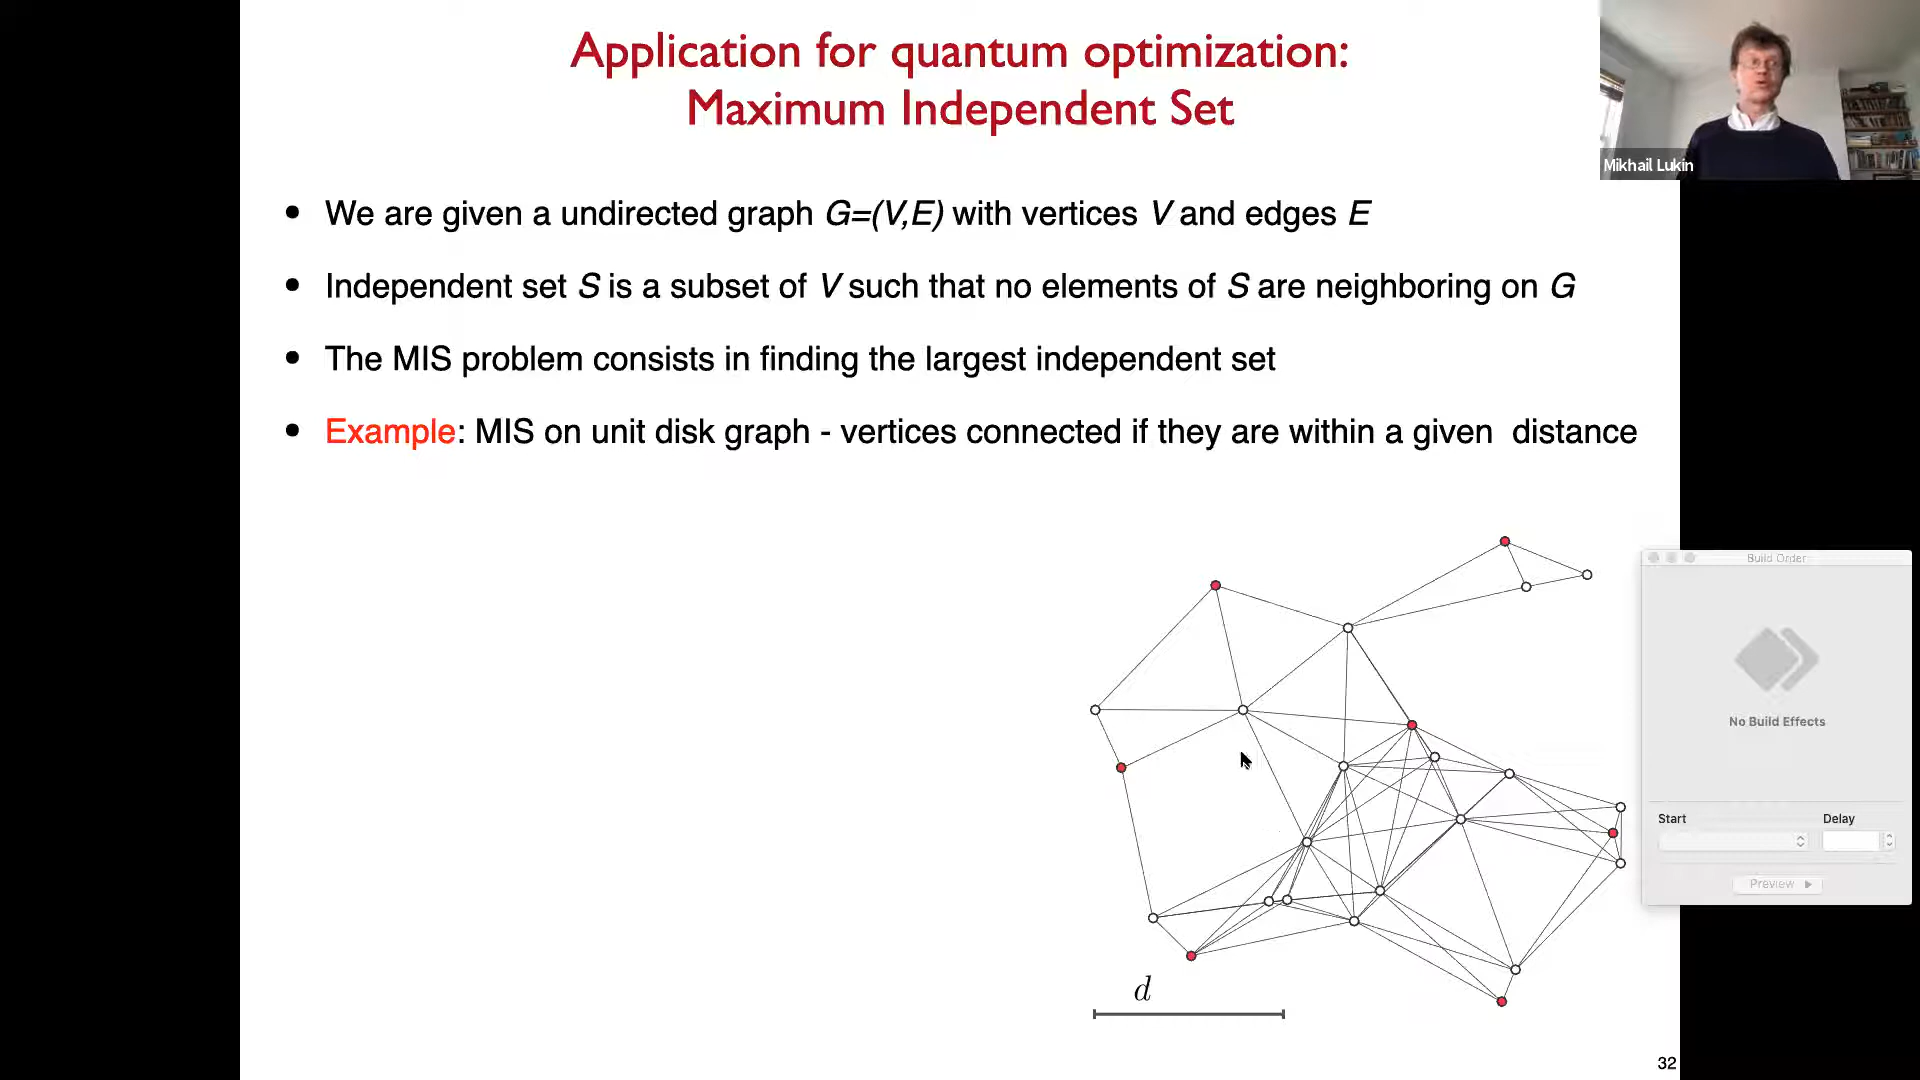 Application for quantum optimization:
Maximum Independent Set
Mikhail Lukin
• We are given a undirected graph G=(V,E) with vertices V and edges E
• Independent set S is a subset of V such that no elements of S are neighboring on G
• The MIS problem consists in finding the largest independent set
• Example: MIS on unit disk graph - vertices connected if they are within a given distance
Build Order
No Build Effects
Start Delay
Preview
d
32